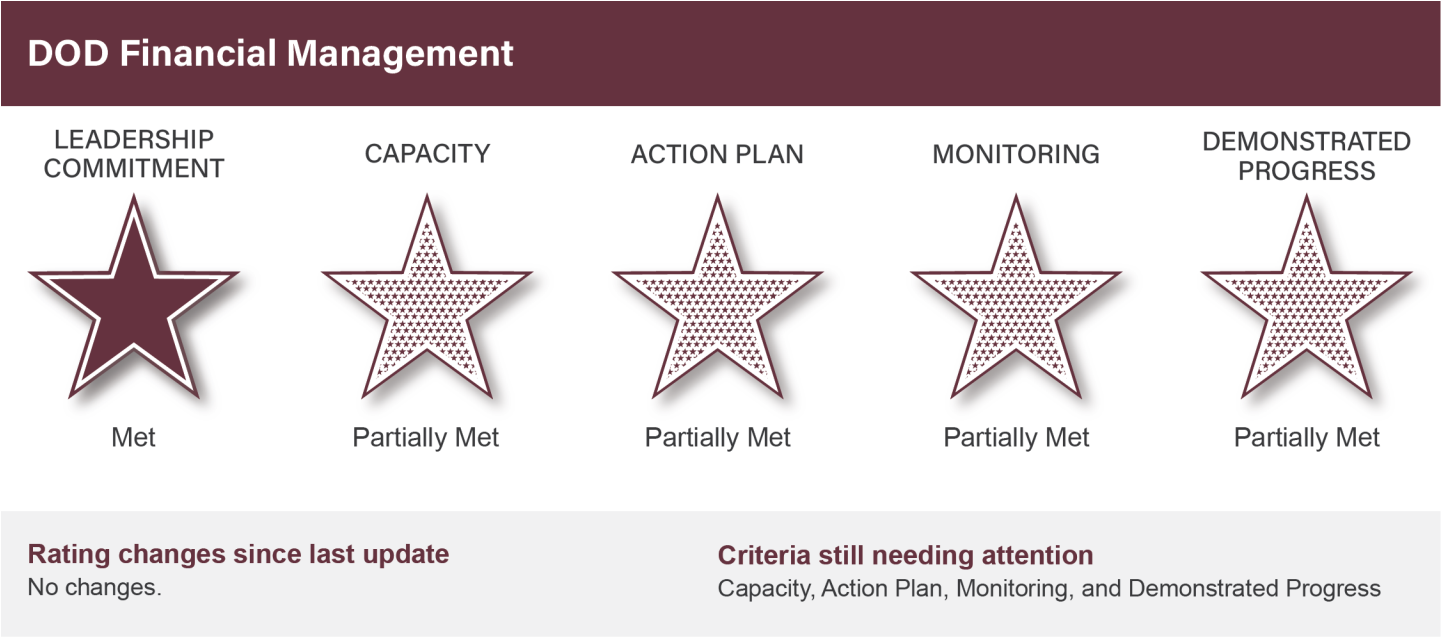 DOD Financial Management
LEADERSHIP
COMMITMENT
CAPACITY
ACTION PLAN
MONITORING
DEMONSTRATED
PROGRESS
Met
Partially Met
Partially Met
Partially Met
Partially Met
Rating changes since last update
No changes.
Criteria still needing attention
Capacity, Action Plan, Monitoring, and Demonstrated Progress